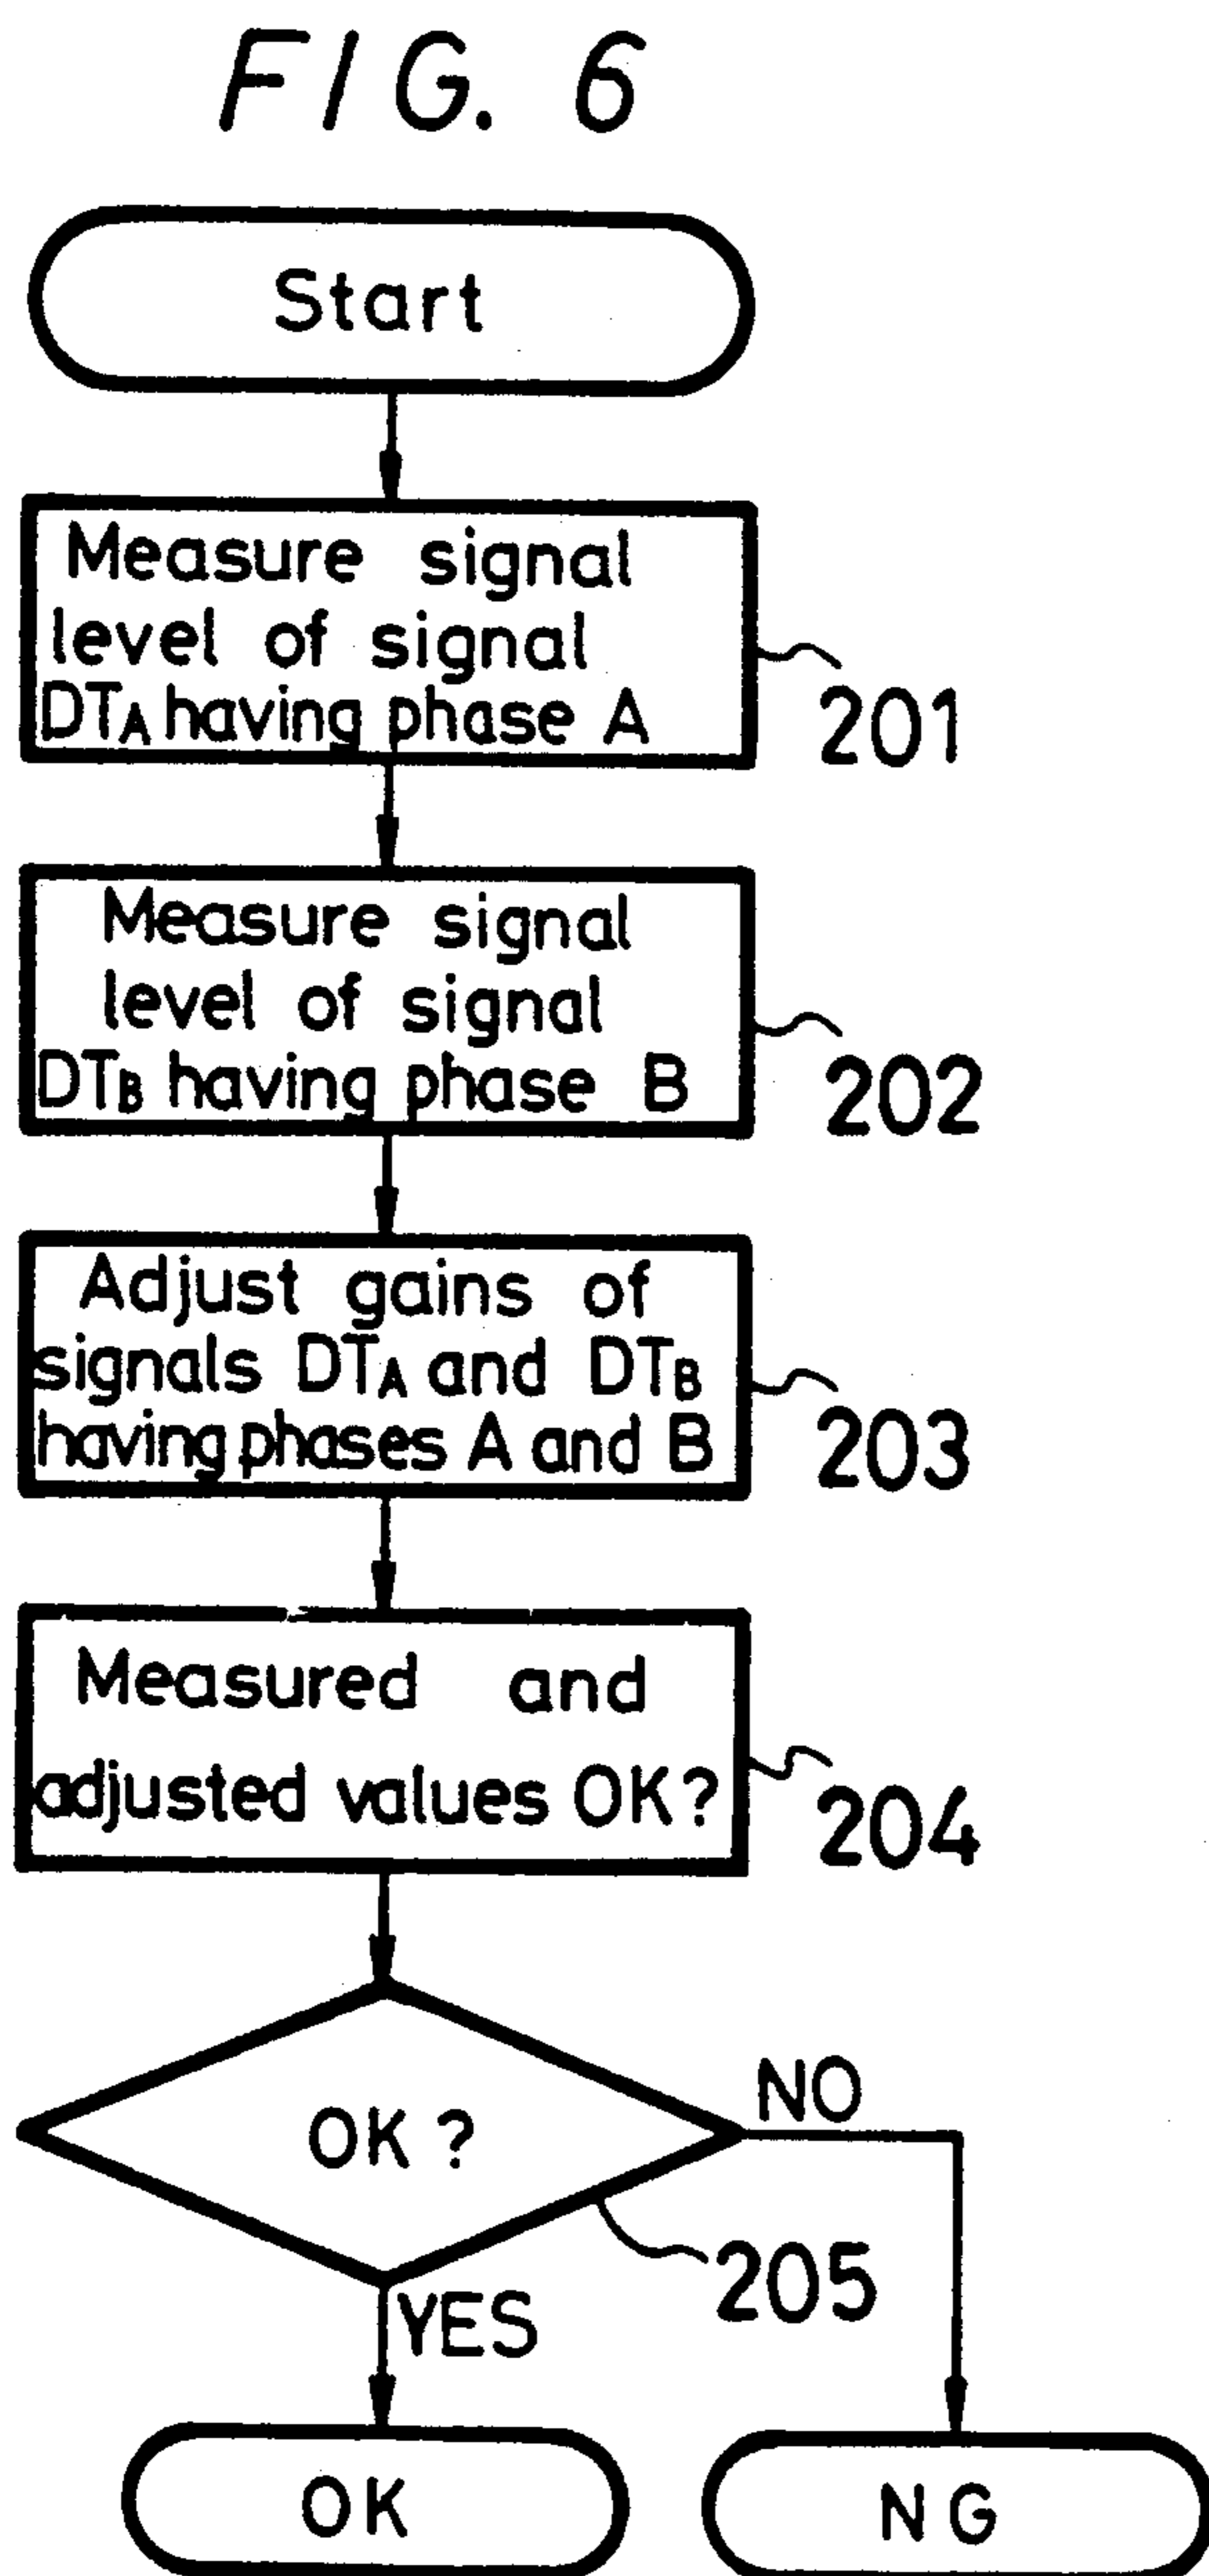 FIG. 6
Start
Measure signal
level of signal
DTA having phase A
201
Measure signal
level of signal
DTB having phase B
202
Adjust gains of
signals DTA and DTB
having phases A and B
203
Measured and
adjusted values OK?
204
OK?
NO
205
YES
OK
NG